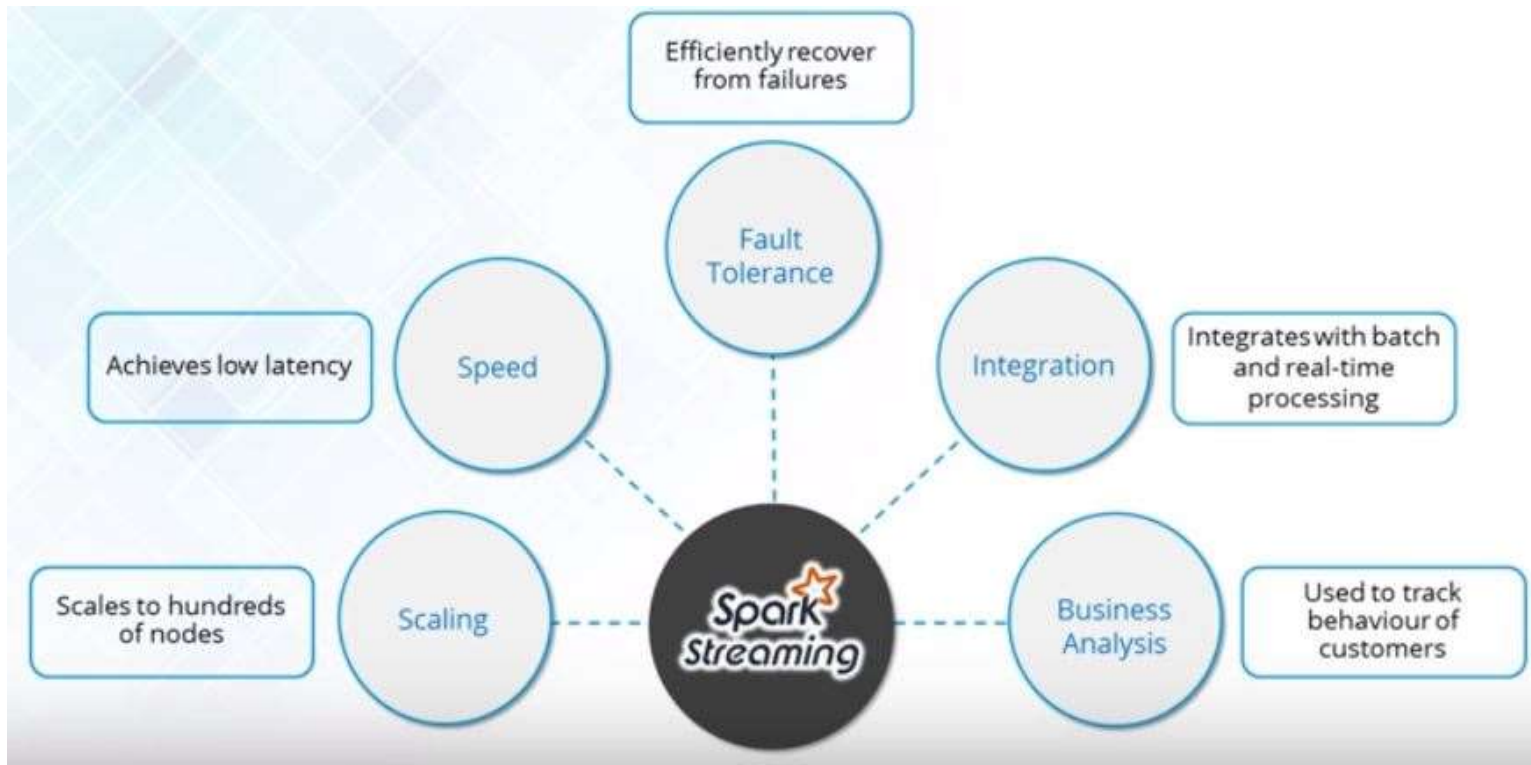 Efficiently recover
from failures
Fault
Tolerance
Achieves low latency
Speed
Integration
Integrates with batch
and real-time
processing
Scales to hundreds
of nodes
Scaling
Spark
Streaming
Business
Analysis
Used to track
behaviour of
customers